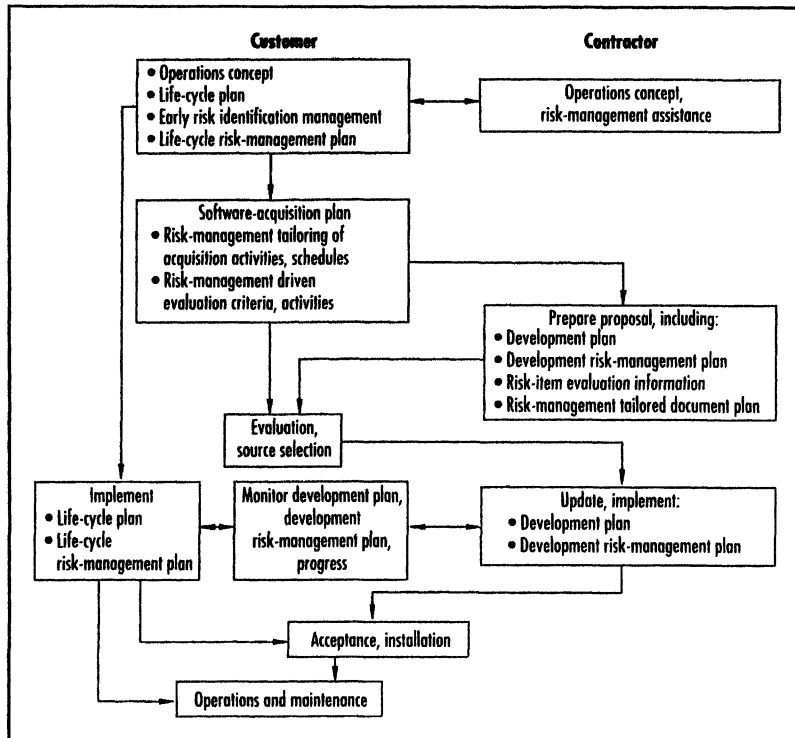 Customer
Contractor
• Operations concept
• Life-cycle plan
• Early risk identification management
• Life-cycle risk-management plan
Operations concept,
risk-management assistance
Software-acquisition plan
• Risk-management tailoring of
acquisition activities, schedules
• Risk-management driven
evaluation criteria, activities
Prepare proposal, including:
• Development plan
• Development risk-management plan
• Risk-item evaluation information
• Risk-management tailored document plan
Evaluation,
source selection
Implement
• Life-cycle plan
• Life-cycle
risk-management plan
Monitor development plan,
development
risk-management plan,
progress
Update, implement:
• Development plan
• Development risk-management plan
Acceptance, installation
Operations and maintenance